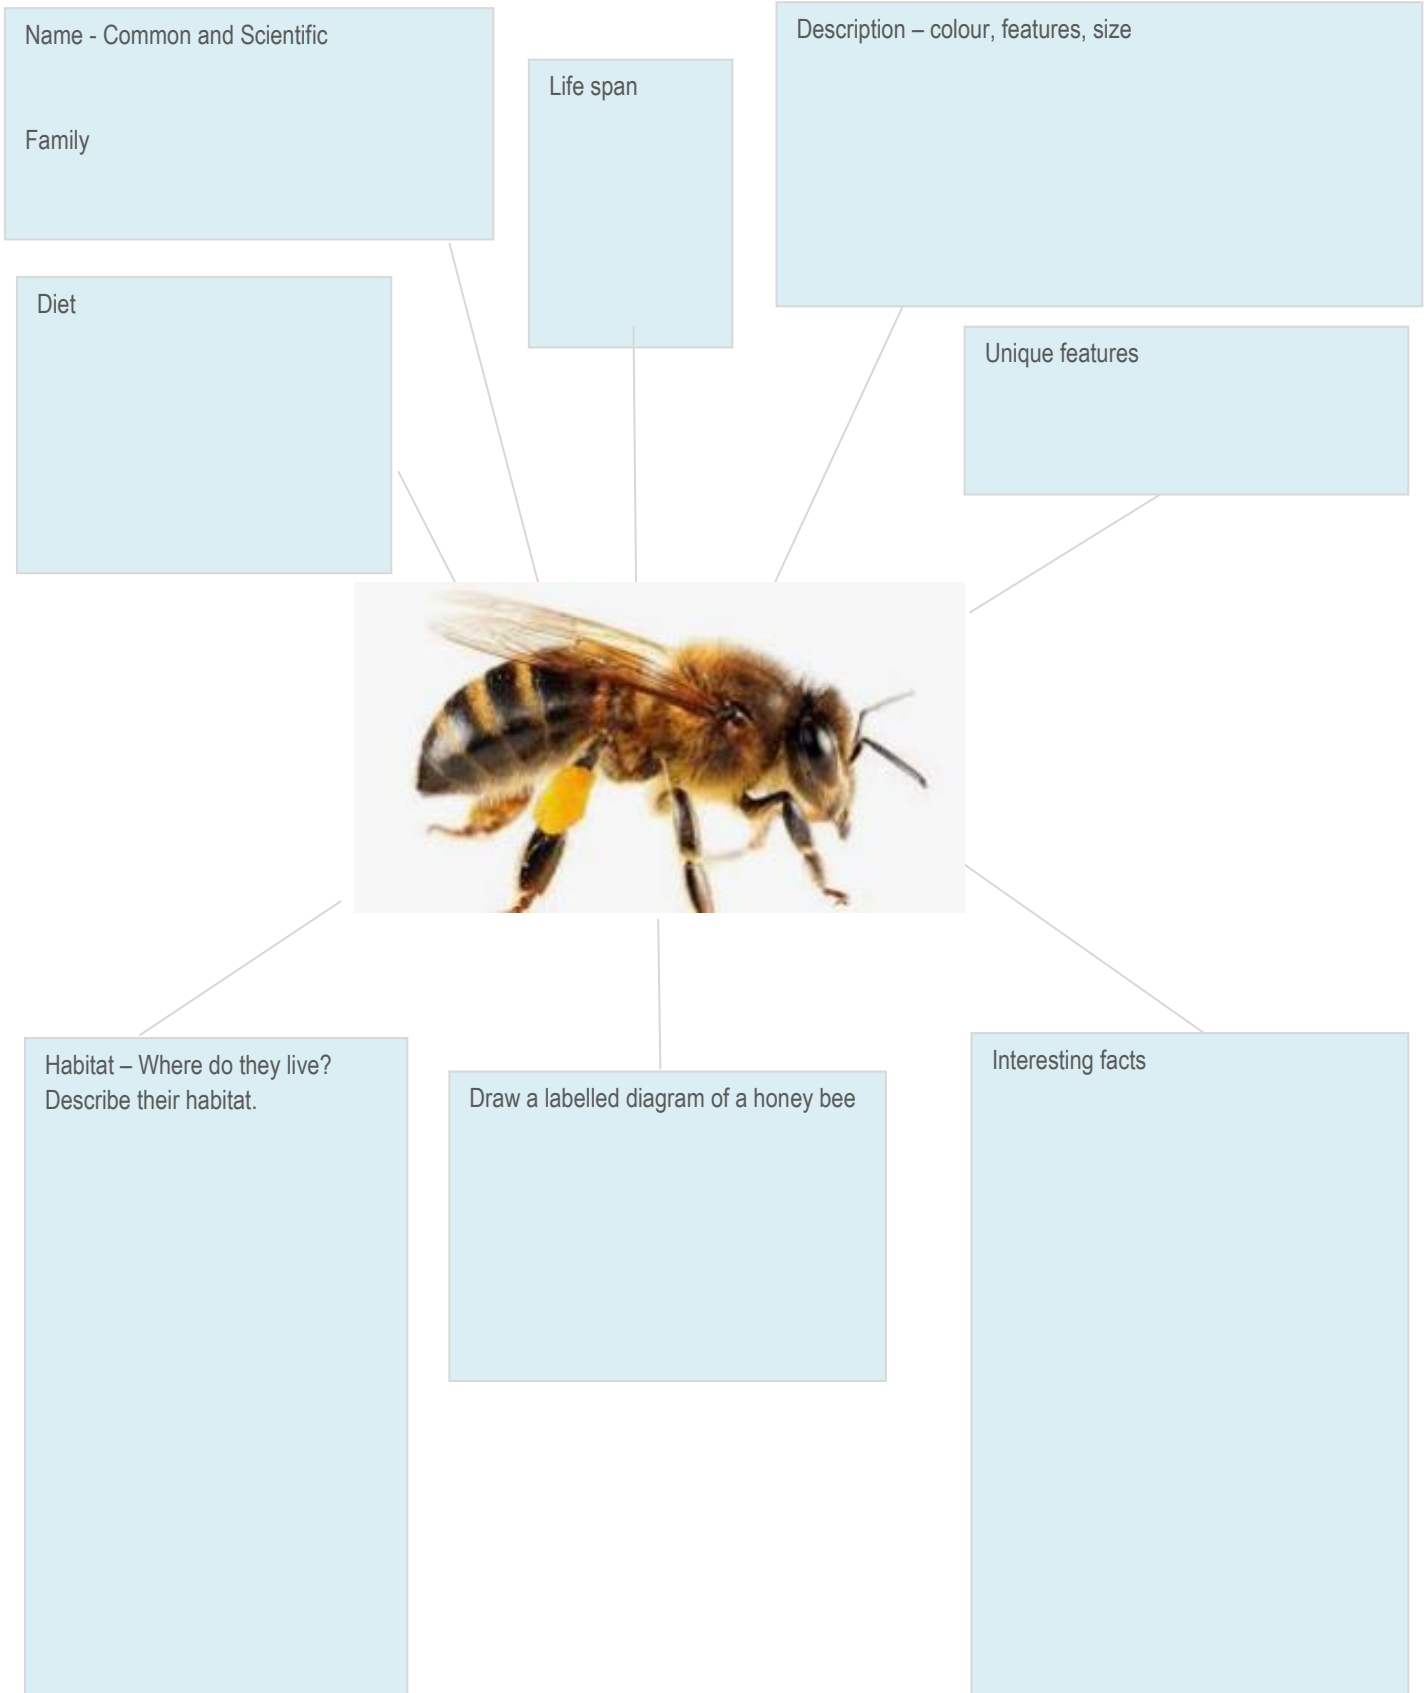 Name - Common and Scientific
Family
Life span
Description – colour, features, size
Diet
Unique features
Habitat – Where do they live?
Describe their habitat.
Draw a labelled diagram of a honey bee
Interesting facts